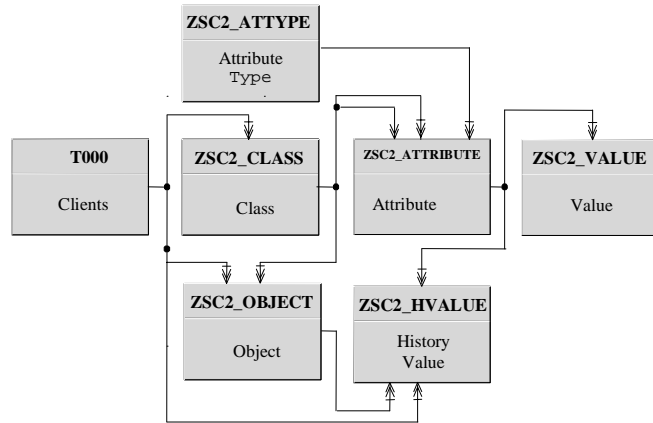 ZSC2_ATTYPE
Attribute
Type
T000
Clients
ZSC2_CLASS
Class
ZSC2_ATTRIBUTE
Attribute
ZSC2_VALUE
Value
ZSC2_OBJECT
Object
ZSC2_HVALUE
History
Value